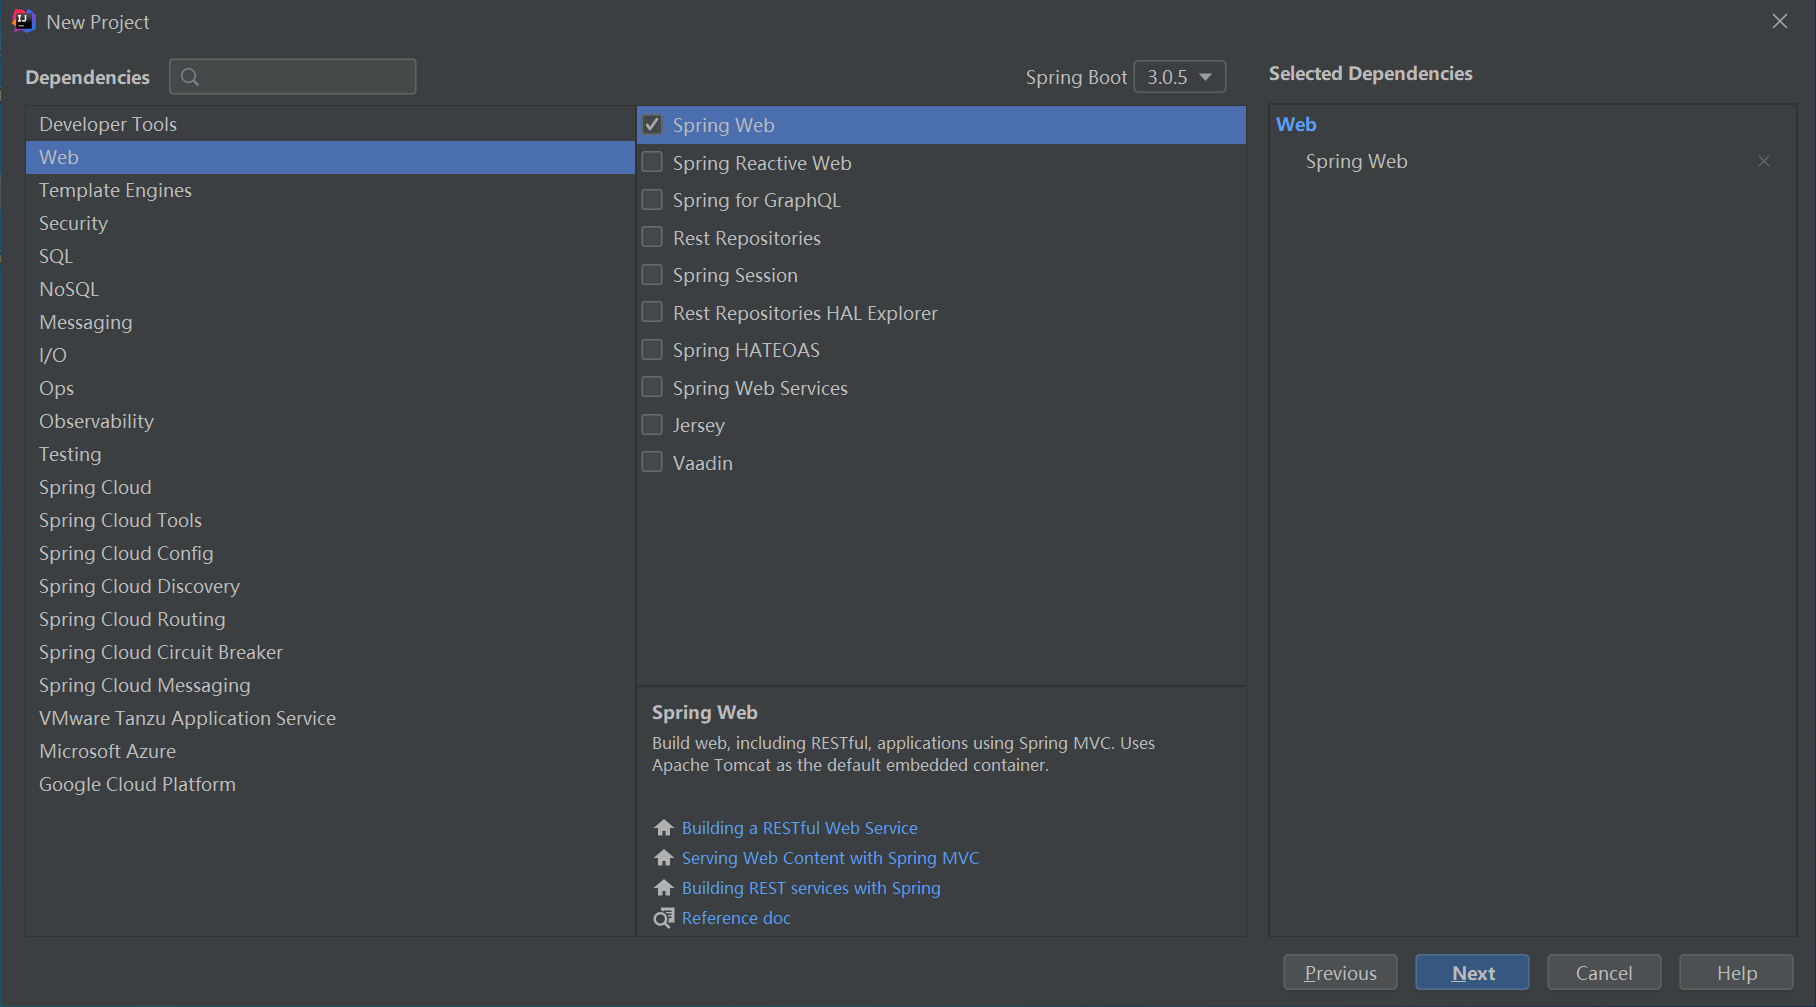 New Project
Dependencies
Spring Boot 3.0.5
Selected Dependencies
Developer Tools
Web
Template Engines
Security
SQL
NoSQL
Messaging
I/O
Ops
Observability
Testing
Spring Cloud
Spring Cloud Tools
Spring Cloud Config
Spring Cloud Discovery
Spring Cloud Routing
Spring Cloud Circuit Breaker
Spring Cloud Messaging
VMware Tanzu Application Service
Microsoft Azure
Google Cloud Platform
Spring Web
Spring Reactive Web
Spring for GraphQL
Rest Repositories
Spring Session
Rest Repositories HAL Explorer
Spring HATEOAS
Spring Web Services
Jersey
Vaadin
Spring Web
Build web, including RESTful, applications using Spring MVC. Uses
Apache Tomcat as the default embedded container.
Building a RESTful Web Service
Serving Web Content with Spring MVC
Building REST services with Spring
Reference doc
Web
Spring Web
Previous
Next
Cancel
Help